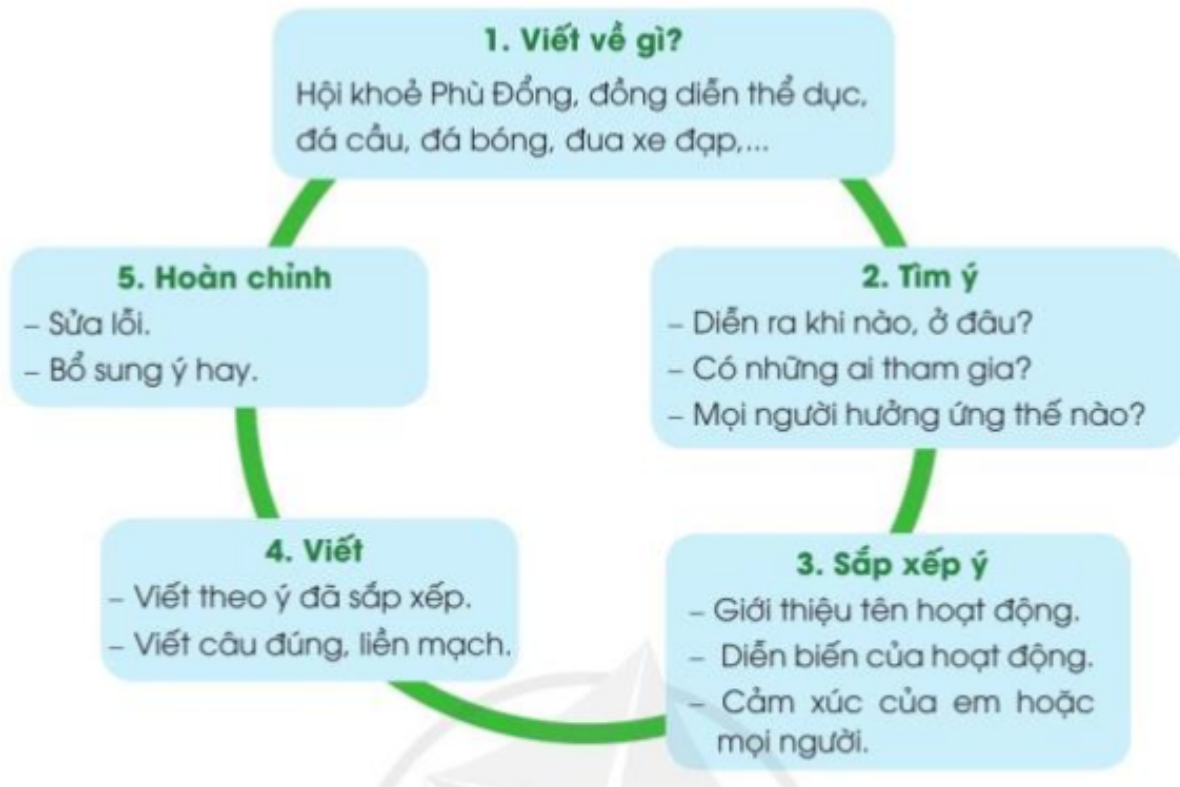 1. Viết về gì?
Hội khoẻ Phù Đổng, đồng diễn thể dục,
đá cầu, đá bóng, đua xe đạp,...
2. Tìm ý
– Diễn ra khi nào, ở đâu?
– Có những ai tham gia?
– Mọi người hưởng ứng thế nào?
3. Sắp xếp ý
– Giới thiệu tên hoạt động.
– Diễn biến của hoạt động.
– Cảm xúc của em hoặc
mọi người.
4. Viết
– Viết theo ý đã sắp xếp.
– Viết câu đúng, liền mạch.
5. Hoàn chỉnh
– Sửa lỗi.
– Bổ sung ý hay.